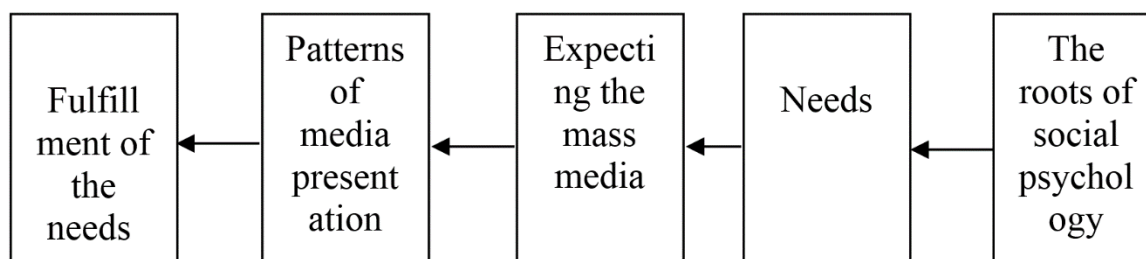 Fulfill
ment of
the
needs
Patterns
of
media
present
ation
Expecti
ng the
mass
media
Needs
The
roots of
social
psychol
ogy